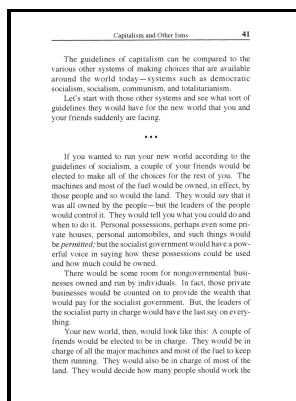 Capitalism and Other Isms 41
The guidelines of capitalism can be compared to the
various other systems of making choices that are available
around the world today—systems such as democratic
socialism, socialism, communism, and totalitarianism.
Let's start with those other systems and see what sort of
guidelines they would have for the new world that you and
your friends suddenly are facing.
• • •
If you wanted to run your new world according to the
guidelines of socialism, a couple of your friends would be
elected to make all of the choices for the rest of you. The
machines and most of the fuel would be owned, in effect, by
those people and so would the land. They would say that it
was all owned by the people—but the leaders of the people
would control it. They would tell you what you could do and
when to do it. Personal possessions, perhaps even some pri-
vate houses, personal automobiles, and such things would
be permitted; but the socialist government would have a pow-
erful voice in saying how these possessions could be used
and how much could be owned.
There would be some room for nongovernmental busi-
nesses owned and run by individuals. In fact, those private
businesses would be counted on to provide the wealth that
would pay for the socialist government. But, the leaders of
the socialist party in charge would have the last say on every-
thing.
Your new world, then, would look like this: A couple of
friends would be elected to be in charge. They would be in
charge of all the major machines and most of the fuel to keep
them running. They would also be in charge of most of the
land. They would decide how many people should work the